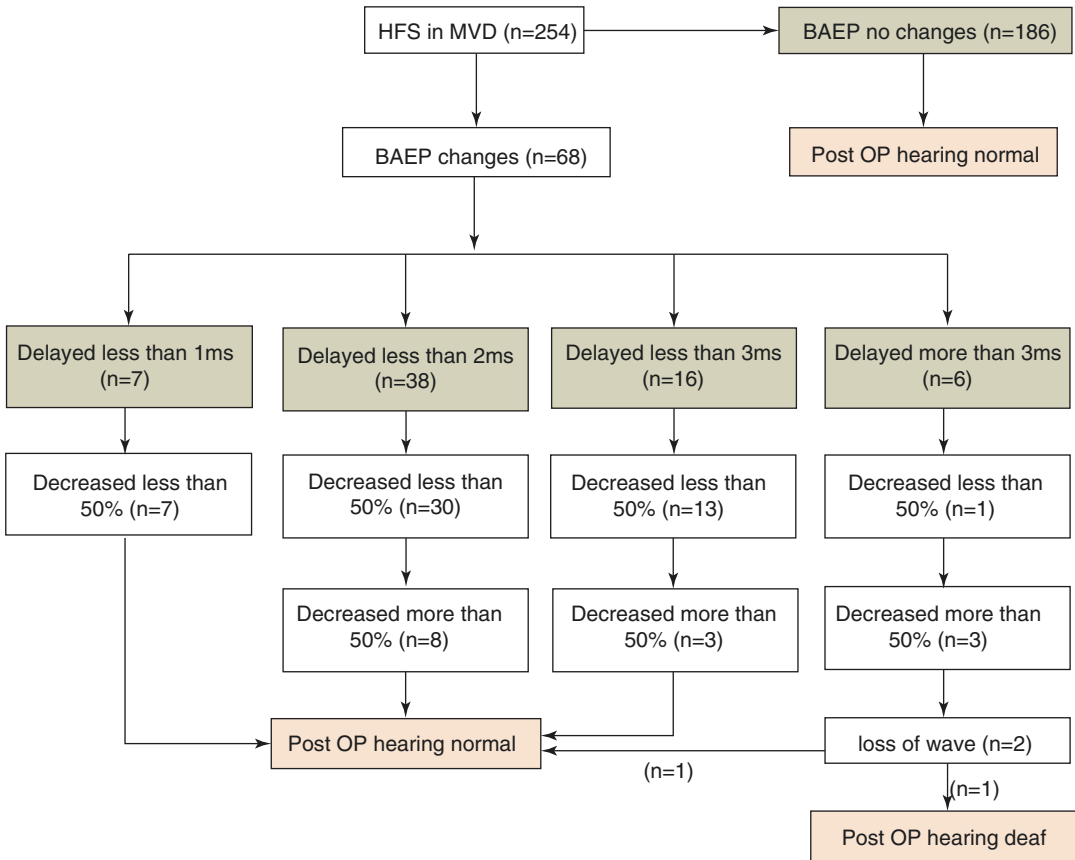 HFS in MVD (n=254)
BAEP no changes (n=186)
BAEP changes (n=68)
Post OP hearing normal
Delayed less than 1ms
(n=7)
Delayed less than 2ms
(n=38)
Delayed less than 3ms
(n=16)
Delayed more than 3ms
(n=6)
Decreased less than
50% (n=7)
Decreased less than
50% (n=30)
Decreased less than
50% (n=13)
Decreased less than
50% (n=1)
Decreased more than
50% (n=8)
Decreased more than
50% (n=3)
Decreased more than
50% (n=3)
Post OP hearing normal
loss of wave (n=2)
(n=1)
(n=1)
Post OP hearing deaf